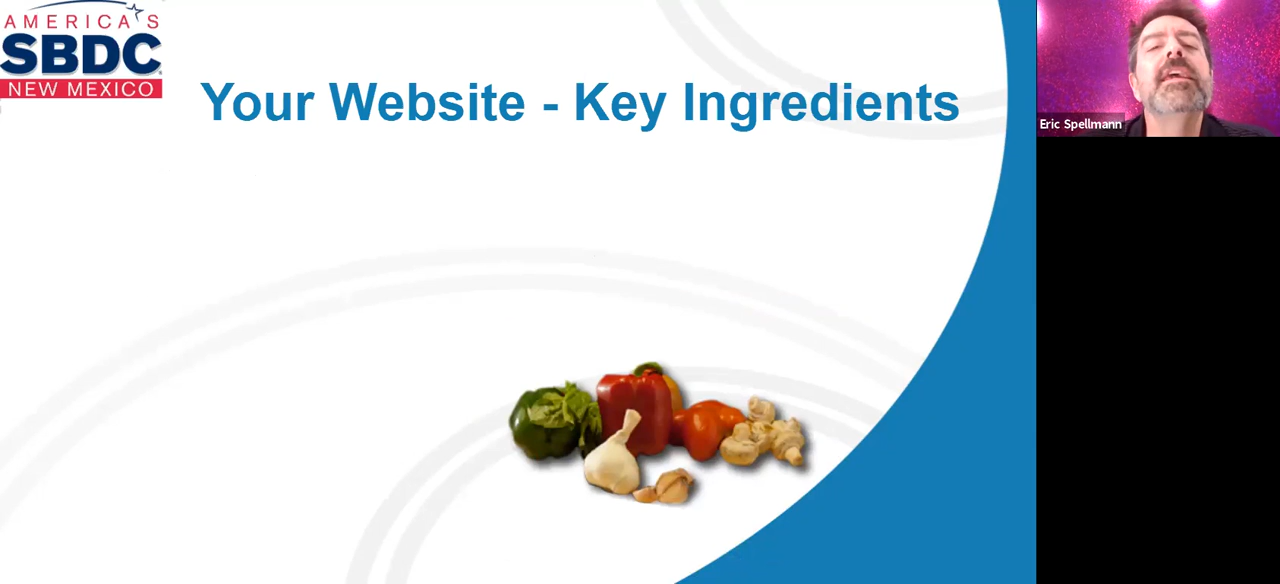 AMERICA'S
SBDC
NEW MEXICO
Your Website - Key Ingredients
Eric Spellmann